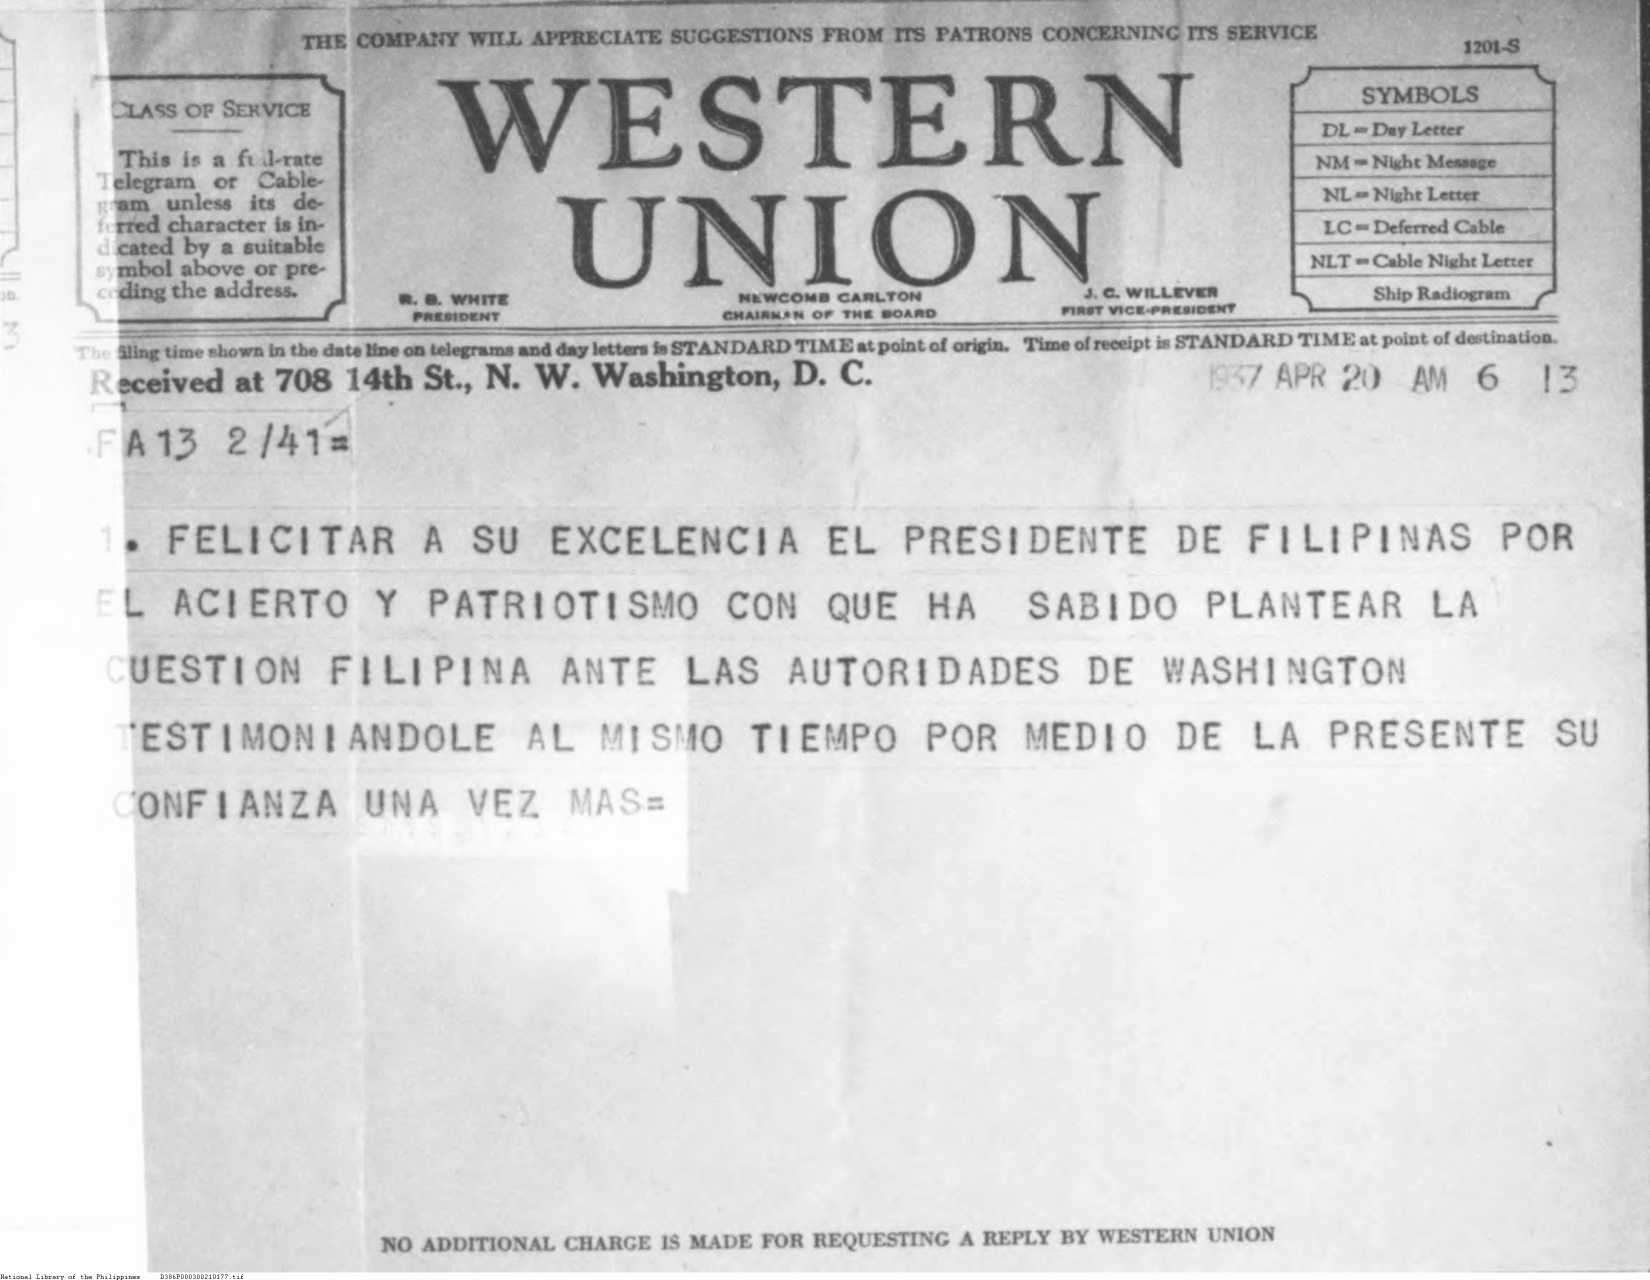 THE COMPANY WILL APPRECIATE SUGGESTIONS FROM ITS PATRONS CONCERNING ITS SERVICE
1201-S
CLASS OF SERVICE
This is a full-rate
Telegram or Cable-
gram unless its de-
ferred character is in-
dicated by a suitable
symbol above or pre-
ceding the address.
WESTERN
UNION
R. B. WHITE
PRESIDENT
NEWCOMB CARLTON
CHAIRMAN OF THE BOARD
J. C. WILLEVER
FIRST VICE-PRESIDENT
SYMBOLS
DL = Day Letter
NM = Night Message
NL = Night Letter
LC = Deferred Cable
NLT = Cable Night Letter
Ship Radiogram
The filing time shown in the date line on telegrams and day letters is STANDARD TIME at point of origin. Time of receipt is STANDARD TIME at point of destination.
Received at 708 14th St., N. W. Washington, D. C.
1937 APR 20 AM 6 13
FA13 2/41=
1. FELICITAR A SU EXCELENCIA EL PRESIDENTE DE FILIPINAS POR
EL ACIERTO Y PATRIOTISMO CON QUE HA SABIDO PLANTEAR LA
CUESTION FILIPINA ANTE LAS AUTORIDADES DE WASHINGTON
TESTIMONIANDOLE AL MISMO TIEMPO POR MEDIO DE LA PRESENTE SU
CONFIANZA UNA VEZ MAS=
NO ADDITIONAL CHARGE IS MADE FOR REQUESTING A REPLY BY WESTERN UNION
National Library of the Philippines D386P000300210177.tif